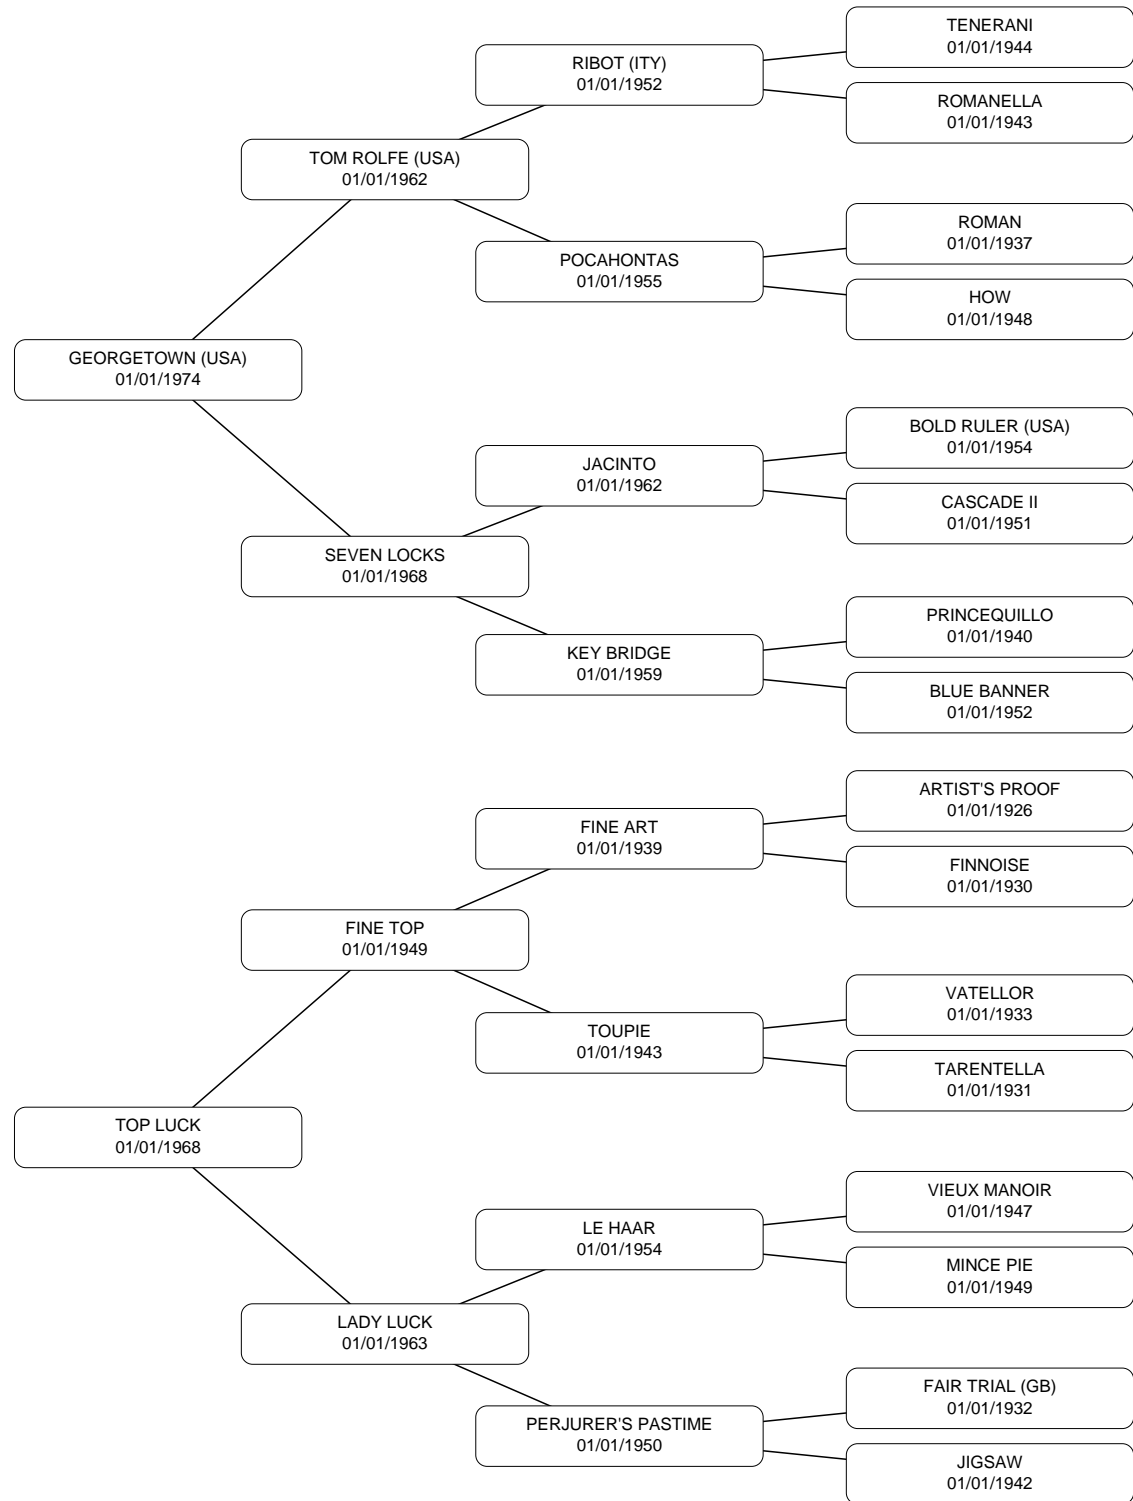 TENERANI
01/01/1944
RIBOT (ITY)
01/01/1952
ROMANELLA
01/01/1943
TOM ROLFE (USA)
01/01/1962
ROMAN
01/01/1937
POCAHONTAS
01/01/1955
HOW
01/01/1948
GEORGETOWN (USA)
01/01/1974
BOLD RULER (USA)
01/01/1954
JACINTO
01/01/1962
CASCADE II
01/01/1951
SEVEN LOCKS
01/01/1968
PRINCEQUILLO
01/01/1940
KEY BRIDGE
01/01/1959
BLUE BANNER
01/01/1952
ARTIST'S PROOF
01/01/1926
FINE ART
01/01/1939
FINNOISE
01/01/1930
FINE TOP
01/01/1949
VATELLOR
01/01/1933
TOUPIE
01/01/1943
TARENTELLA
01/01/1931
TOP LUCK
01/01/1968
VIEUX MANOIR
01/01/1947
LE HAAR
01/01/1954
MINCE PIE
01/01/1949
LADY LUCK
01/01/1963
FAIR TRIAL (GB)
01/01/1932
PERJURER'S PASTIME
01/01/1950
JIGSAW
01/01/1942